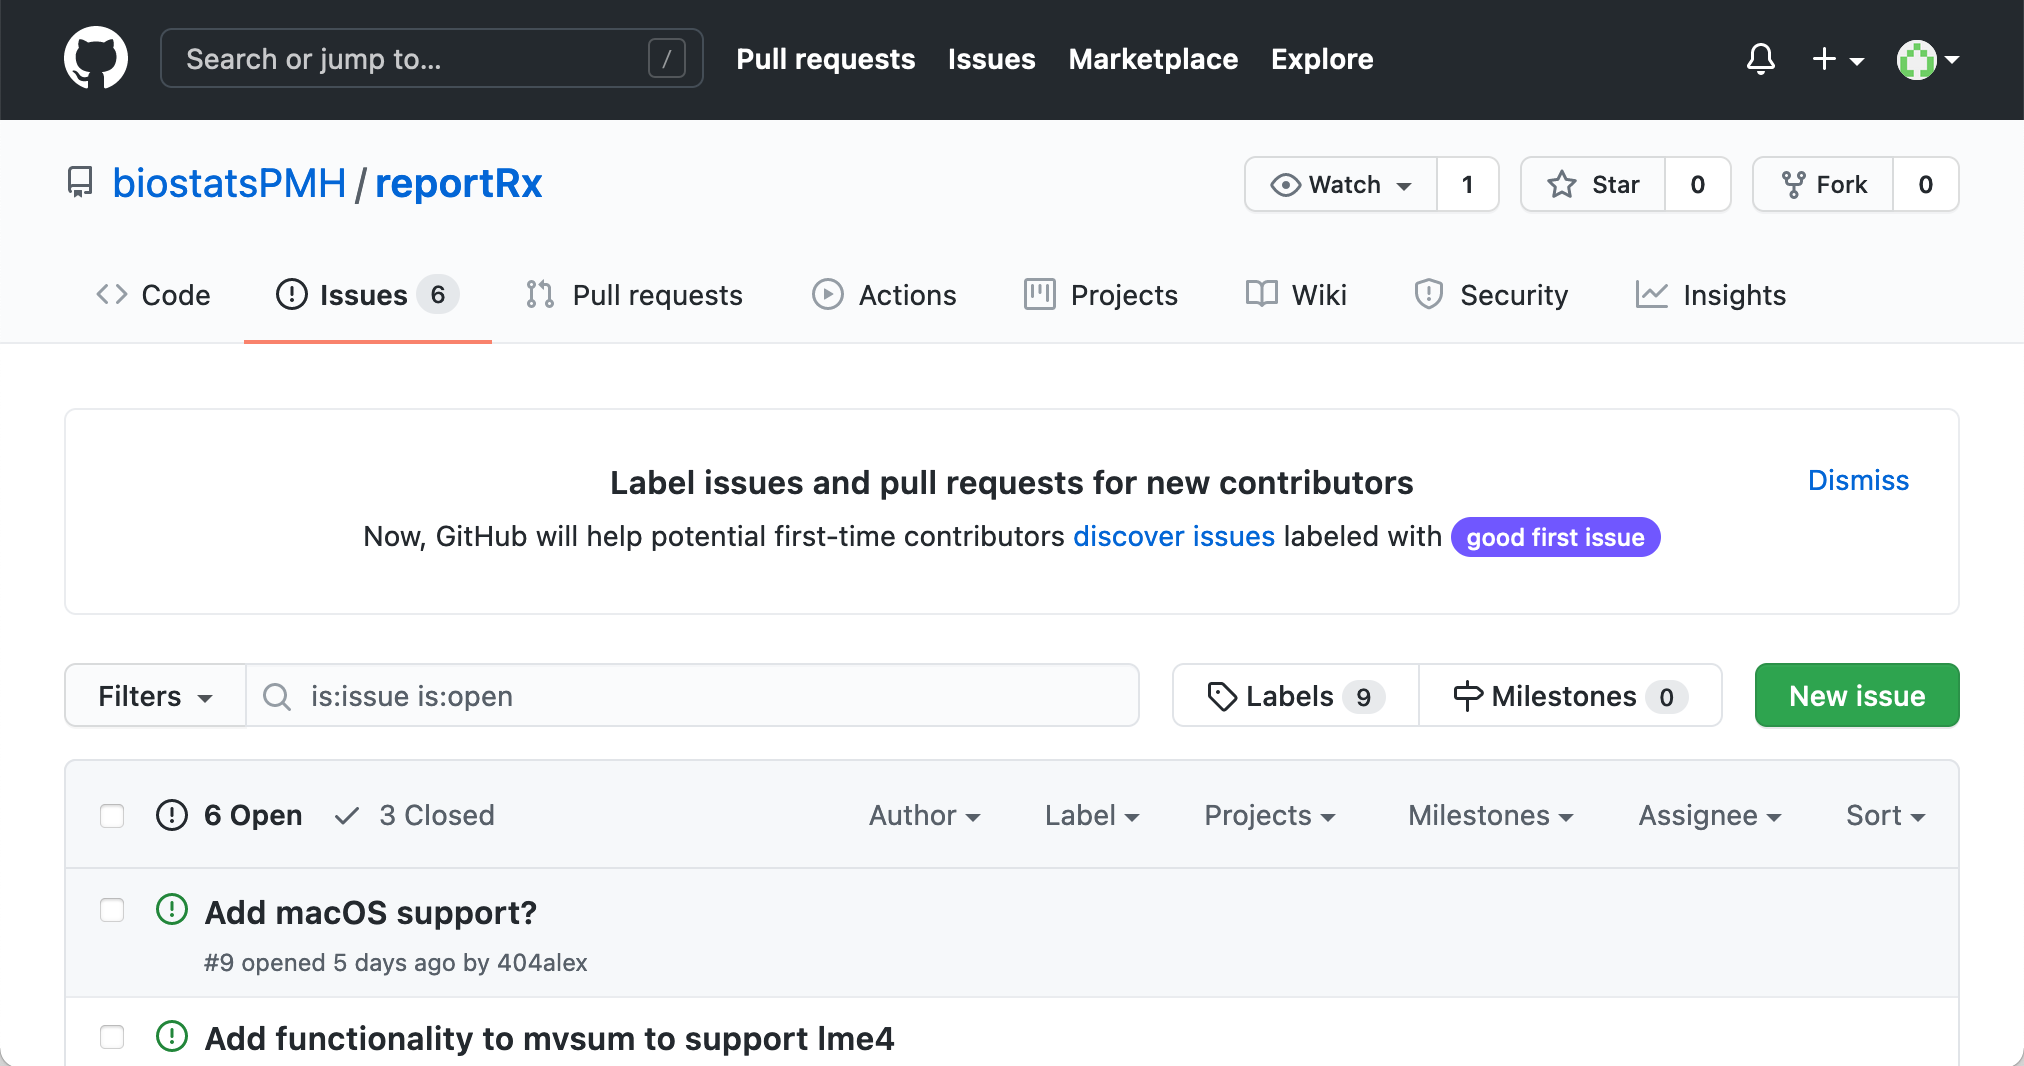 Search or jump to... / Pull requests Issues Marketplace Explore
biostatsPMH / reportRx Watch 1 Star 0 Fork 0
Code Issues 6 Pull requests Actions Projects Wiki Security Insights
Label issues and pull requests for new contributors Dismiss
Now, GitHub will help potential first-time contributors discover issues labeled with good first issue
Filters is:issue is:open Labels 9 Milestones 0 New issue
6 Open 3 Closed Author Label Projects Milestones Assignee Sort
Add macOS support?
#9 opened 5 days ago by 404alex
Add functionality to mvsum to support lme4